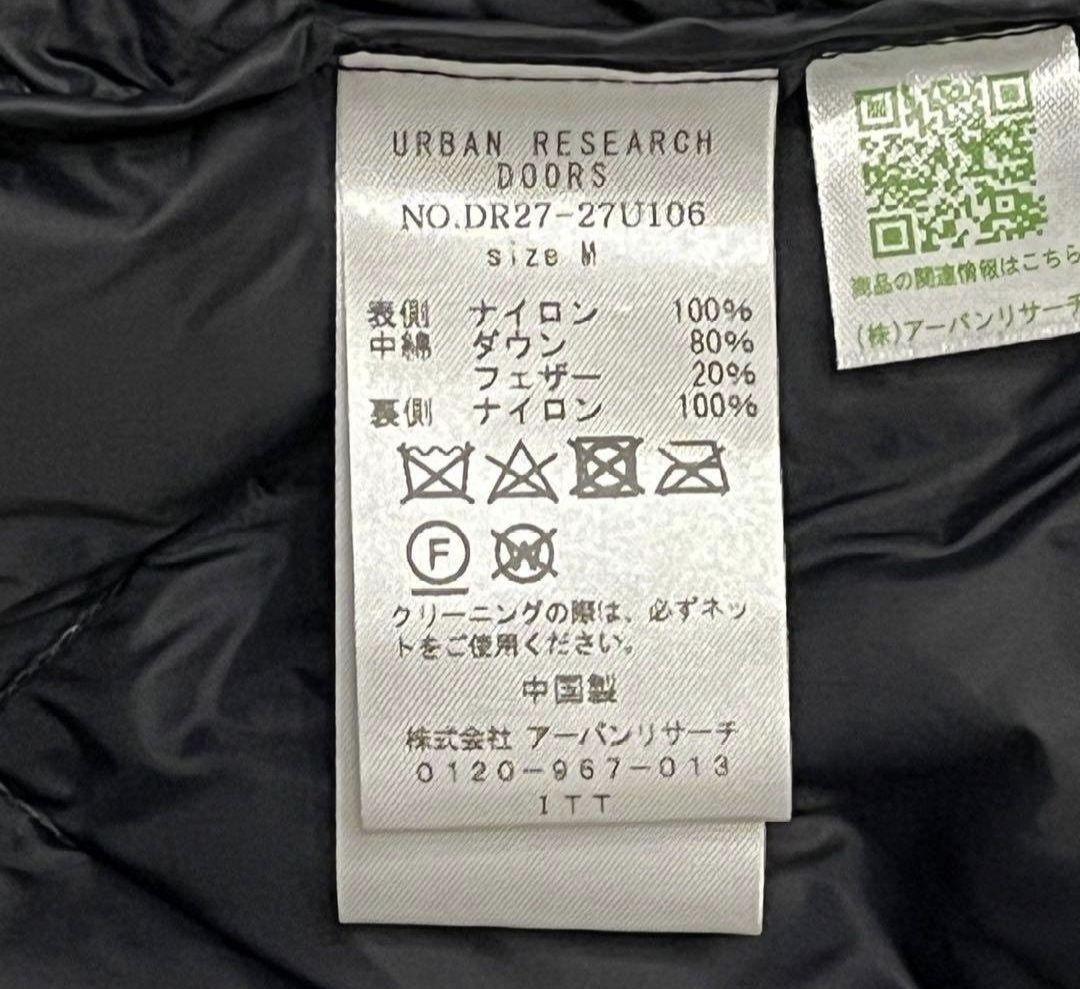 URBAN RESEARCH
DOORS
NO.DR27-27U106
size M
表側 ナイロン 100%
中綿 ダウン 80%
フェザー 20%
裏側 ナイロン 100%
F
W
クリーニングの際は、必ずネッ
トをご使用ください。
中国製
株式会社 アーバンリサーチ
0120-967-013
1TT
商品の関連情報はこちら
(株)アーバンリサーチ